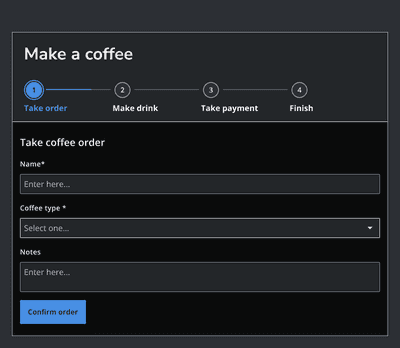 Make a coffee
1 2 3 4
Take order Make drink Take payment Finish
Take coffee order
Name*
Enter here...
Coffee type *
Select one...
Notes
Enter here...
Confirm order